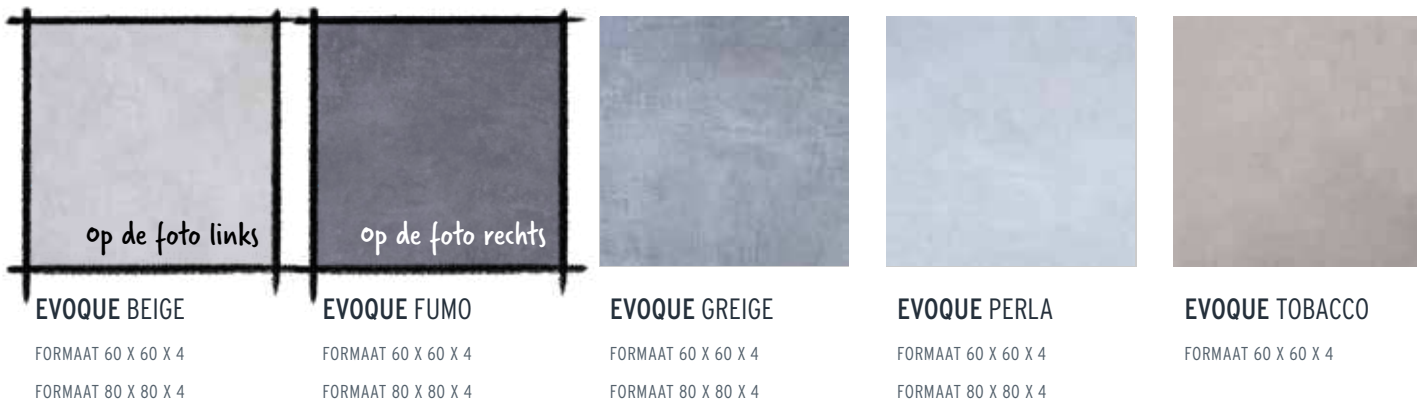 Op de foto links
EVOQUE BEIGE
FORMAAT 60 X 60 X 4
FORMAAT 80 X 80 X 4
Op de foto rechts
EVOQUE FUMO
FORMAAT 60 X 60 X 4
FORMAAT 80 X 80 X 4
EVOQUE GREIGE
FORMAAT 60 X 60 X 4
FORMAAT 80 X 80 X 4
EVOQUE PERLA
FORMAAT 60 X 60 X 4
FORMAAT 80 X 80 X 4
EVOQUE TOBACCO
FORMAAT 60 X 60 X 4